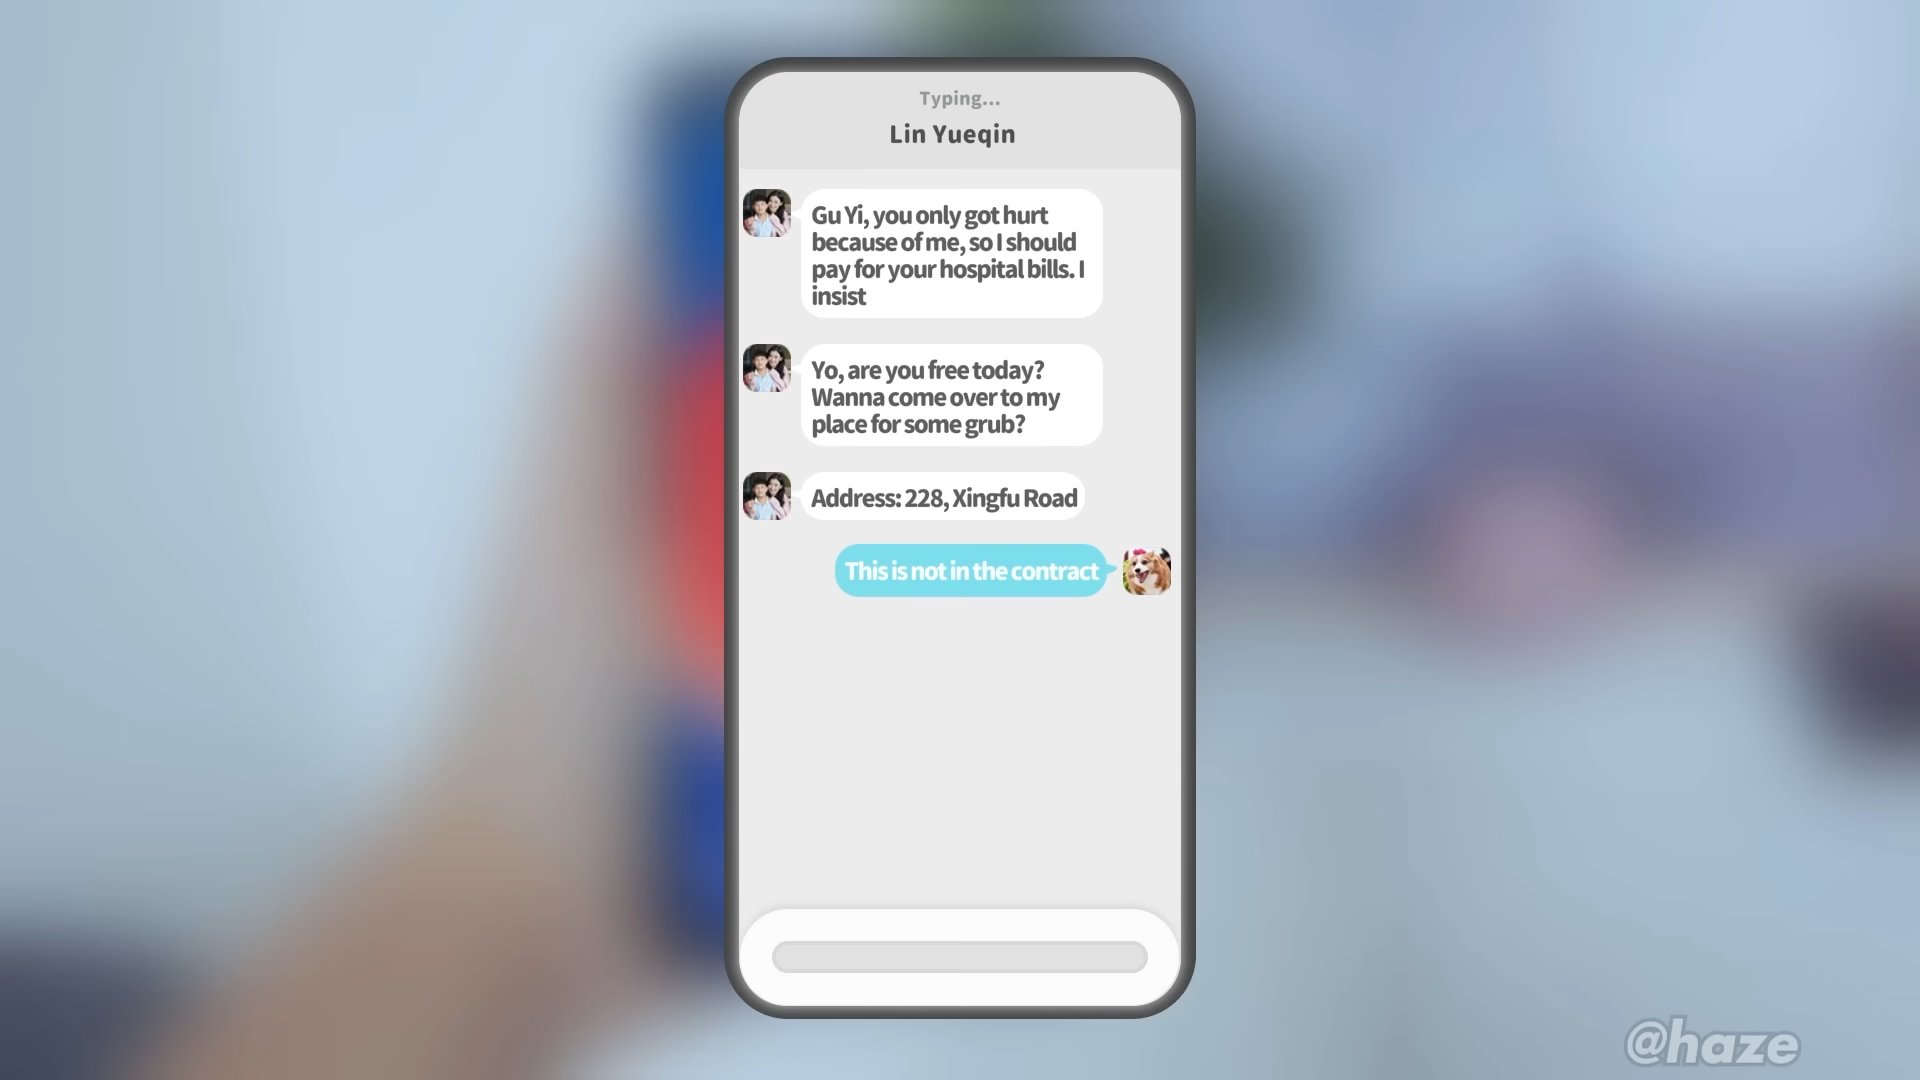 Typing...
Lin Yueqin
Gu Yi, you only got hurt
because of me, so I should
pay for your hospital bills. I
insist
Yo, are you free today?
Wanna come over to my
place for some grub?
Address: 228, Xingfu Road
This is not in the contract
@haze